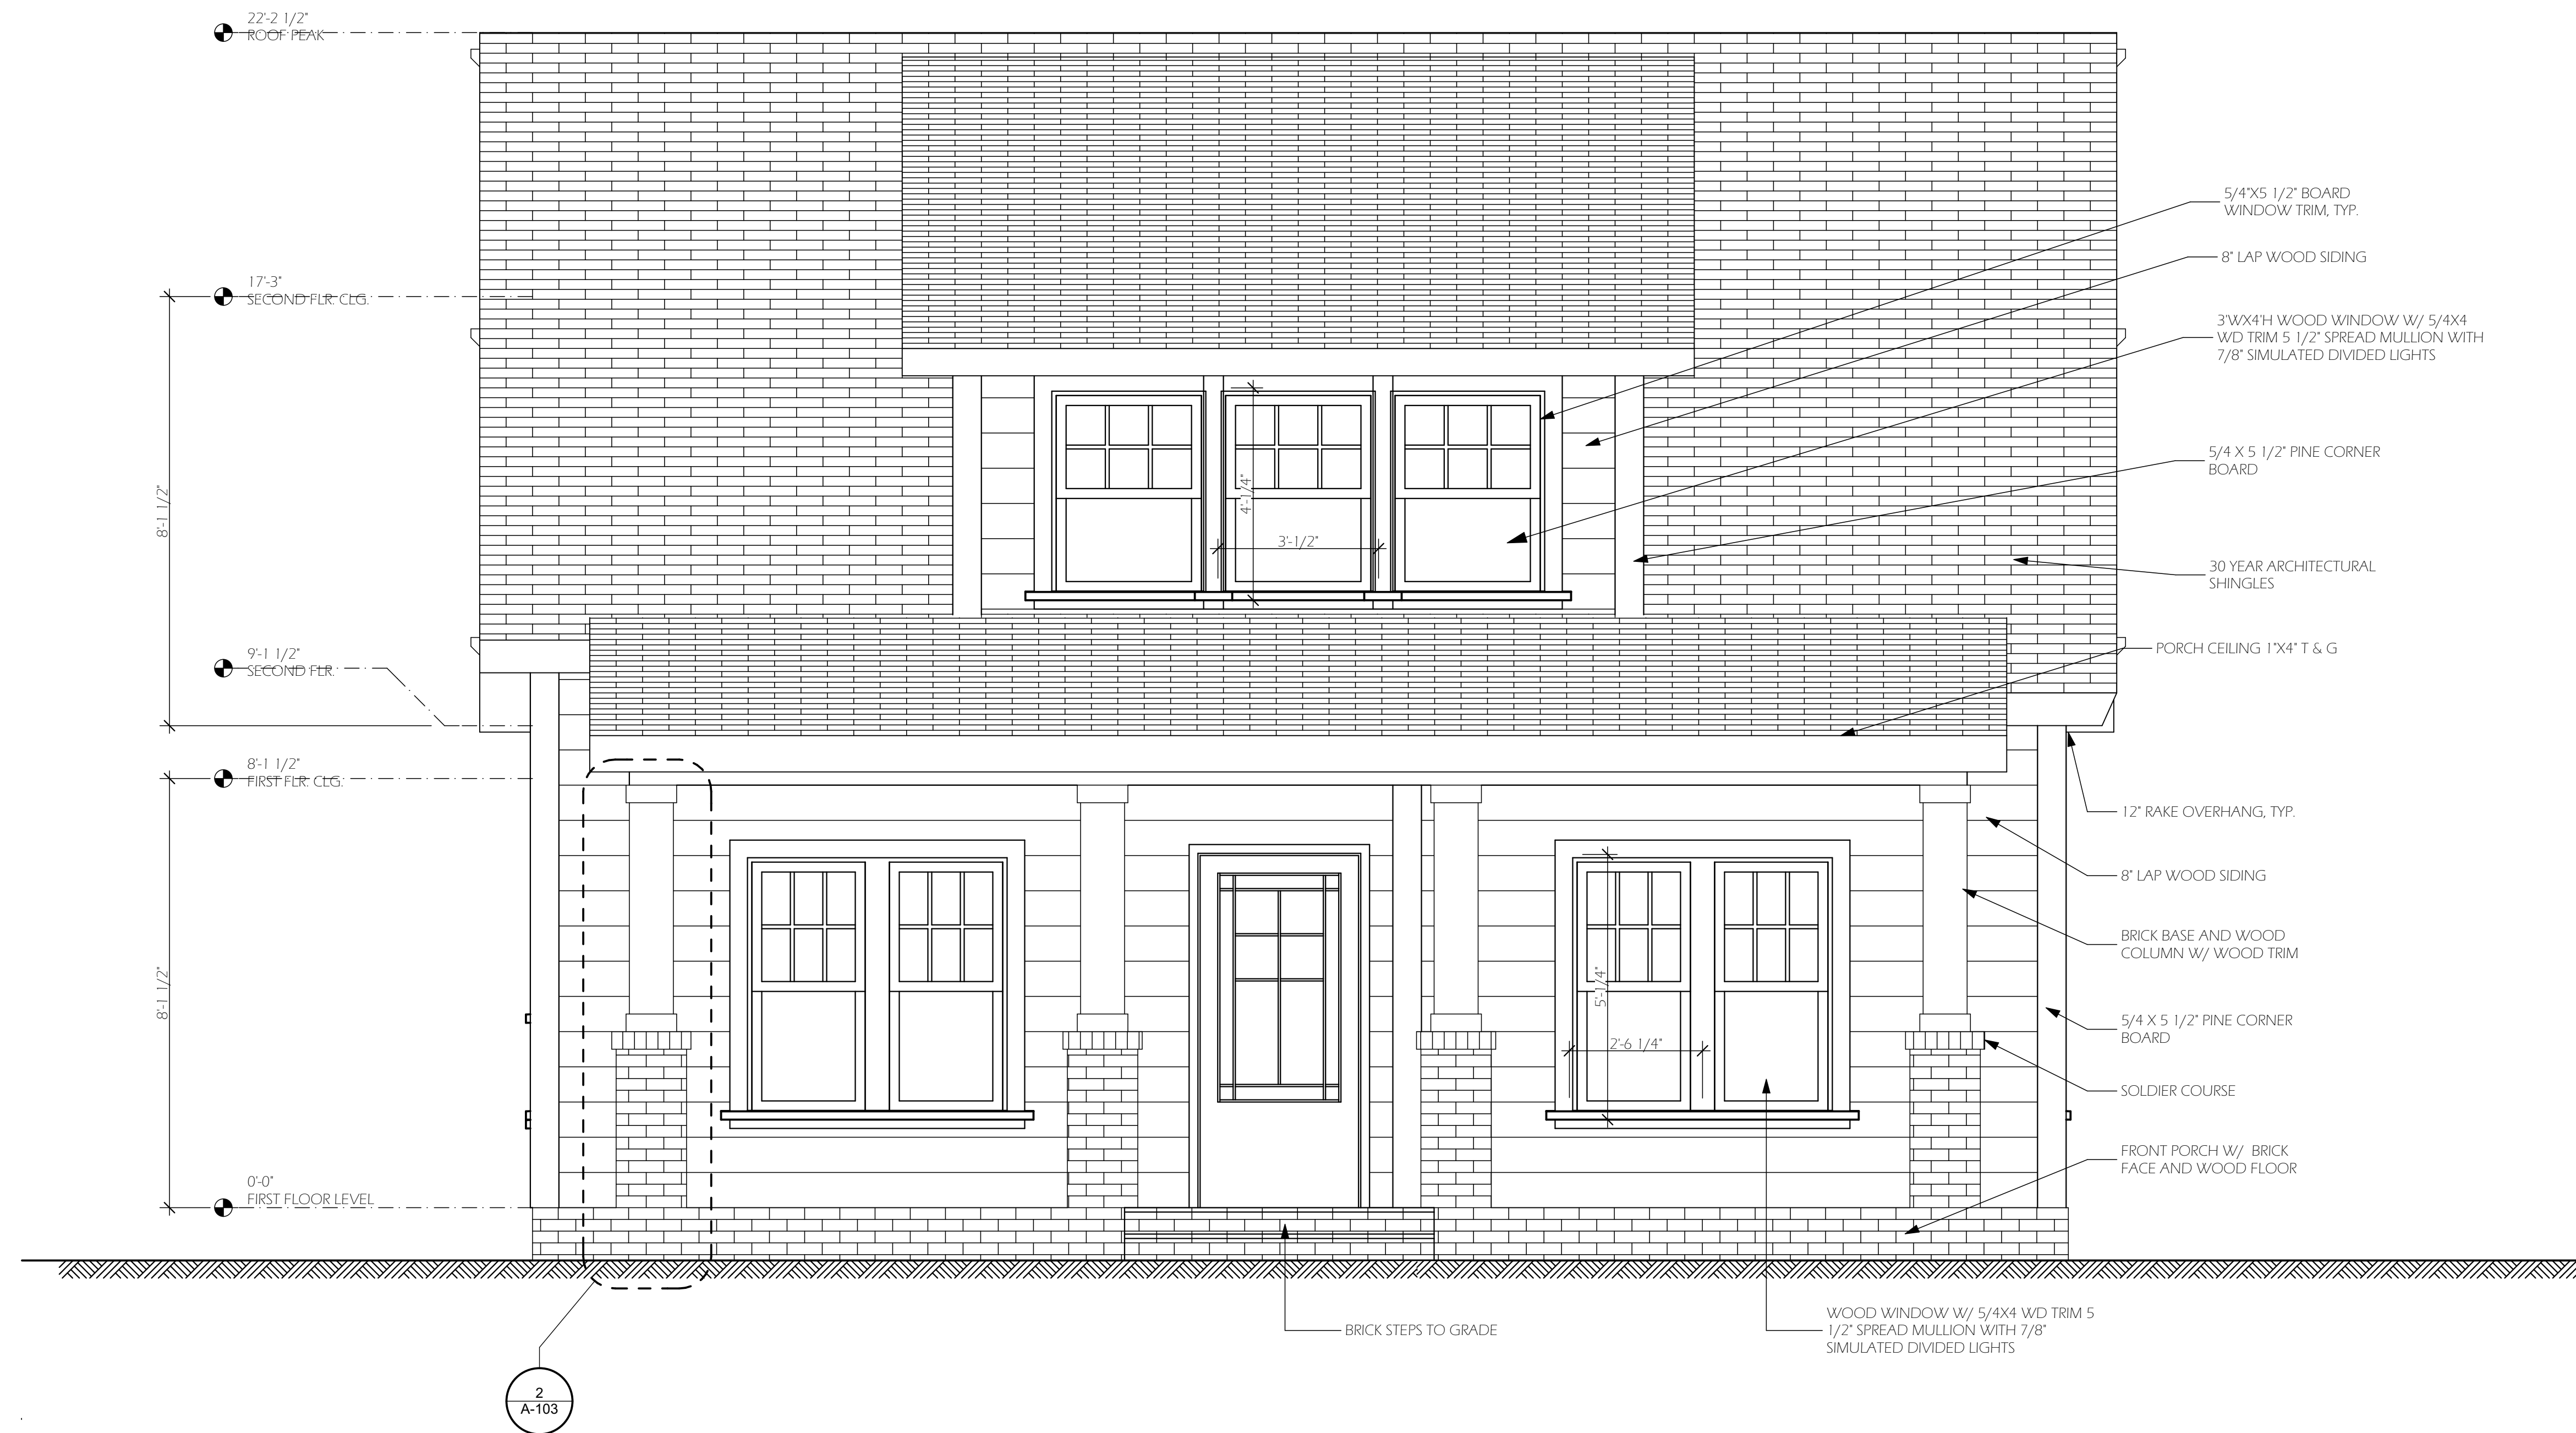 22'-2 1/2"
ROOF PEAK
17'-3"
SECOND FLR. CLG.
8'-1 1/2"
9'-1 1/2"
SECOND FLR.
8'-1 1/2"
FIRST FLR. CLG.
8'-1 1/2"
0'-0"
FIRST FLOOR LEVEL
4'-1/4"
3'-1/2"
5'-1/4"
2'-6 1/4"
5/4"X5 1/2" BOARD
WINDOW TRIM, TYP.
8" LAP WOOD SIDING
3'WX4'H WOOD WINDOW W/ 5/4X4
WD TRIM 5 1/2" SPREAD MULLION WITH
7/8" SIMULATED DIVIDED LIGHTS
5/4 X 5 1/2" PINE CORNER
BOARD
30 YEAR ARCHITECTURAL
SHINGLES
PORCH CEILING 1"X4" T & G
12" RAKE OVERHANG, TYP.
8" LAP WOOD SIDING
BRICK BASE AND WOOD
COLUMN W/ WOOD TRIM
5/4 X 5 1/2" PINE CORNER
BOARD
SOLDIER COURSE
FRONT PORCH W/ BRICK
FACE AND WOOD FLOOR
WOOD WINDOW W/ 5/4X4 WD TRIM 5
1/2" SPREAD MULLION WITH 7/8"
SIMULATED DIVIDED LIGHTS
BRICK STEPS TO GRADE
2
A-103